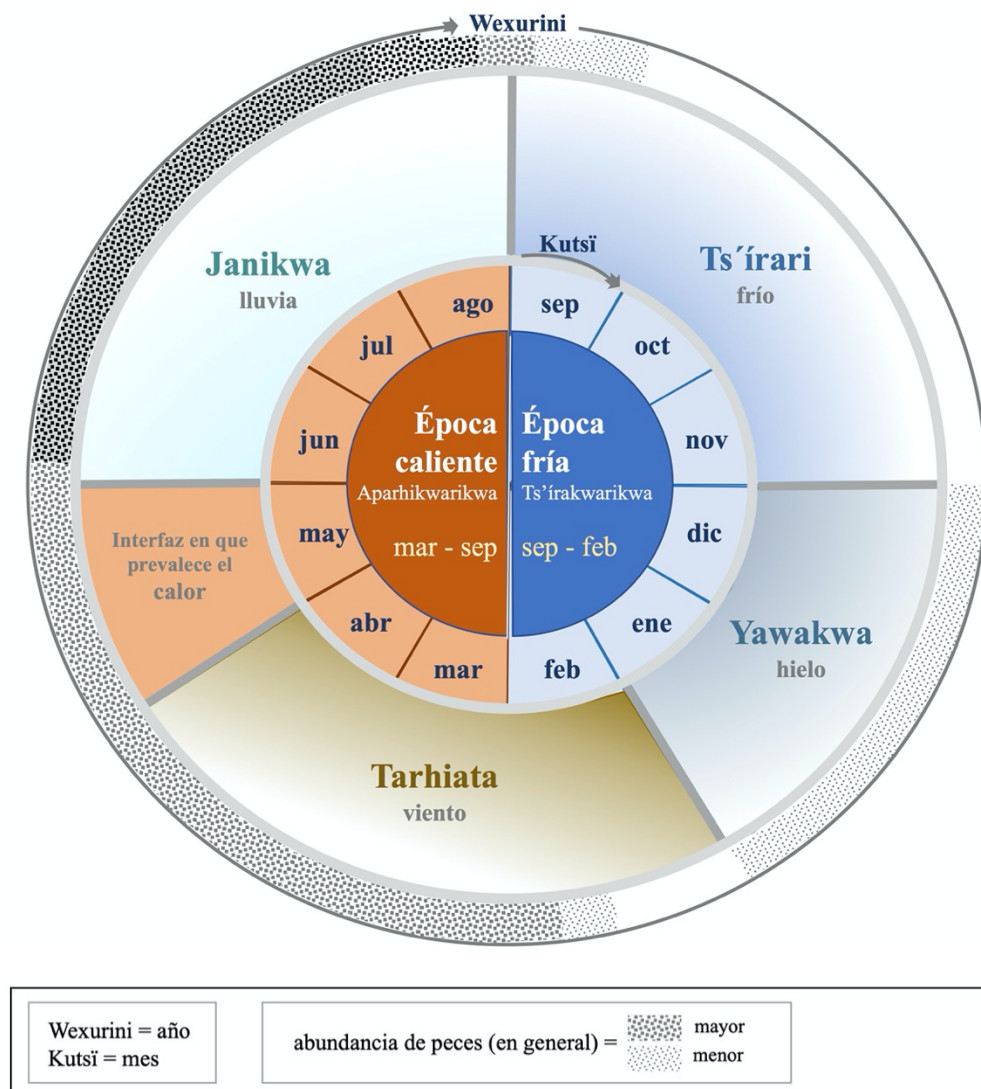 Wexurini
Kutsï
Janikwa
lluvia
Ts´írari
frío
ago
sep
jul
oct
jun
nov
may
dic
abr
ene
mar
feb
Época
caliente
Aparhikwarikwa
mar - sep
Época
fría
Ts’írakwarikwa
sep - feb
Interfaz en que
prevalece el
calor
Yawakwa
hielo
Tarhiata
viento
Wexurini = año
Kutsï = mes
abundancia de peces (en general) =
mayor
menor